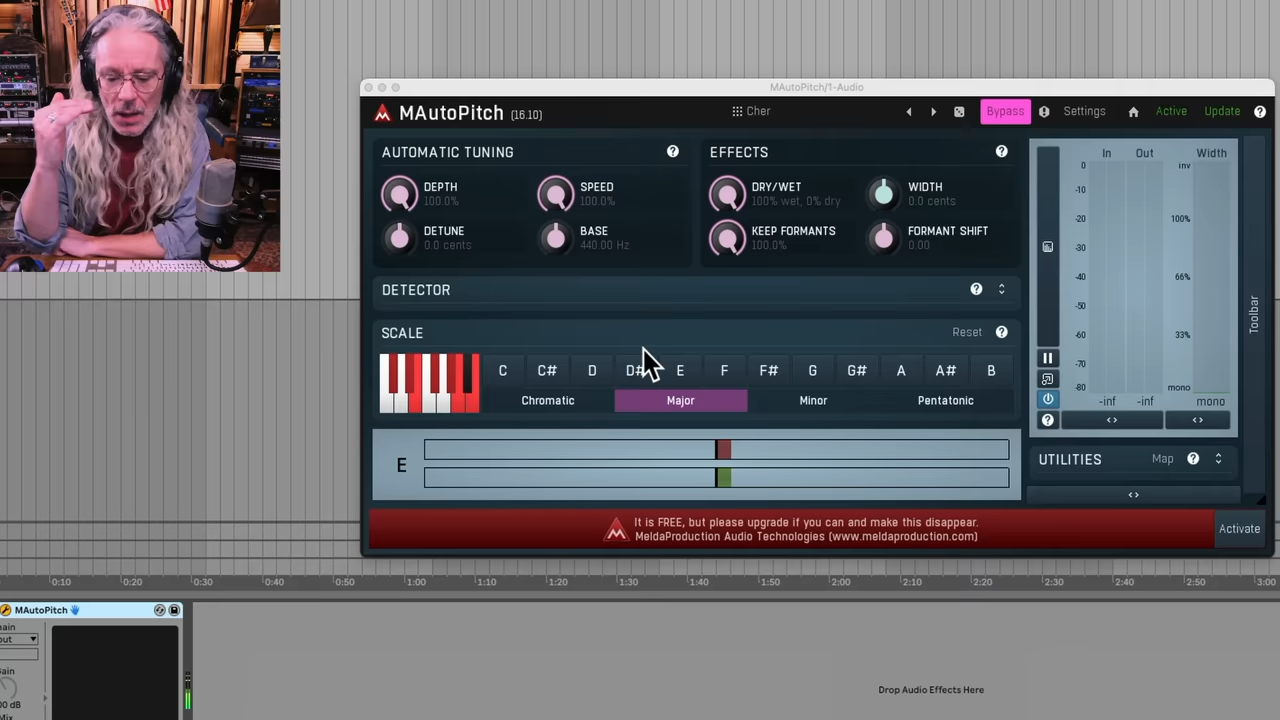 MAutoPitch/1-Audio
MAutoPitch (16.10)
Cher
Bypass
Settings
Active
Update
?
AUTOMATIC TUNING ?
DEPTH
100.0%
SPEED
100.0%
DETUNE
0.0 cents
BASE
440.00 Hz
EFFECTS ?
DRY/WET
100% wet, 0% dry
WIDTH
0.0 cents
KEEP FORMANTS
100.0%
FORMANT SHIFT
0.00
DETECTOR ?
SCALE Reset ?
C C# D D# E F F# G G# A A# B
Chromatic Major Minor Pentatonic
E
In Out Width
0 inv
-10
-20 100%
-30
-40 66%
-50
-60 33%
-70
-80 mono
-inf -inf mono
?
Toolbar
UTILITIES Map ?
It is FREE, but please upgrade if you can and make this disappear.
MeldaProduction Audio Technologies (www.meldaproduction.com)
Activate
0:10 0:20 0:30 0:40 0:50 1:00 1:10 1:20 1:30 1:40 1:50 2:00 2:10 2:20 2:30 2:40 2:50 3:00
MAutoPitch
Drop Audio Effects Here